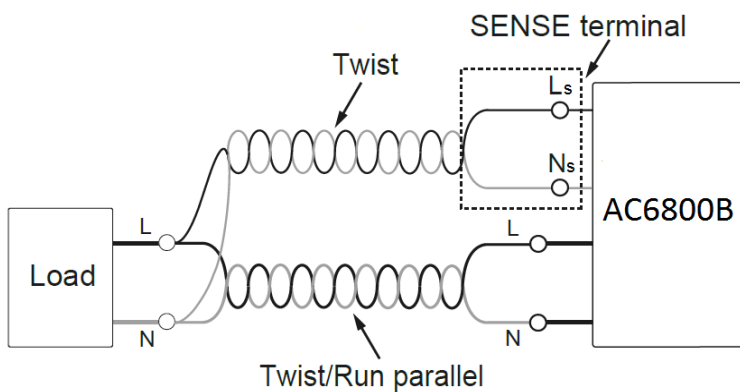 SENSE terminal
Twist
Ls
Ns
AC6800B
L
L
Load
N
N
Twist/Run parallel